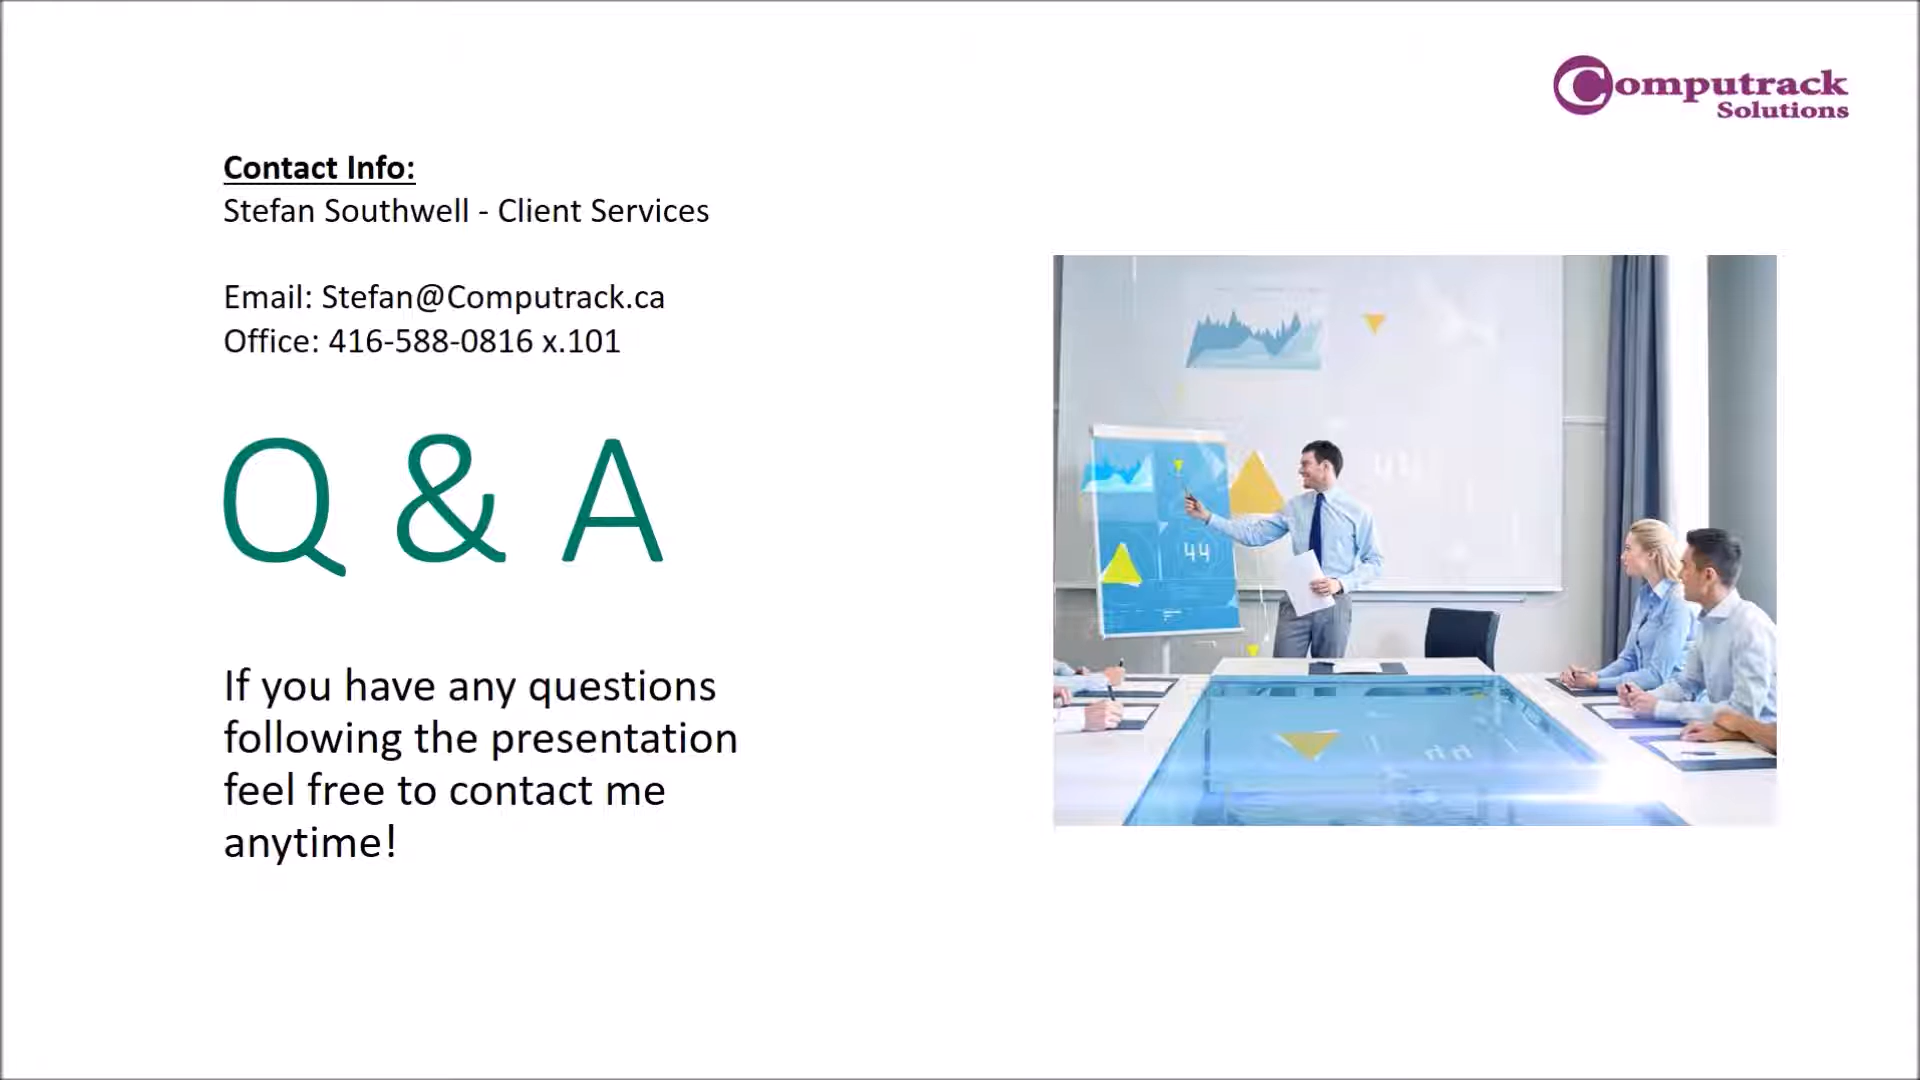 Computrack
Solutions
Contact Info:
Stefan Southwell - Client Services
Email: Stefan@Computrack.ca
Office: 416-588-0816 x.101
Q & A
If you have any questions
following the presentation
feel free to contact me
anytime!
44